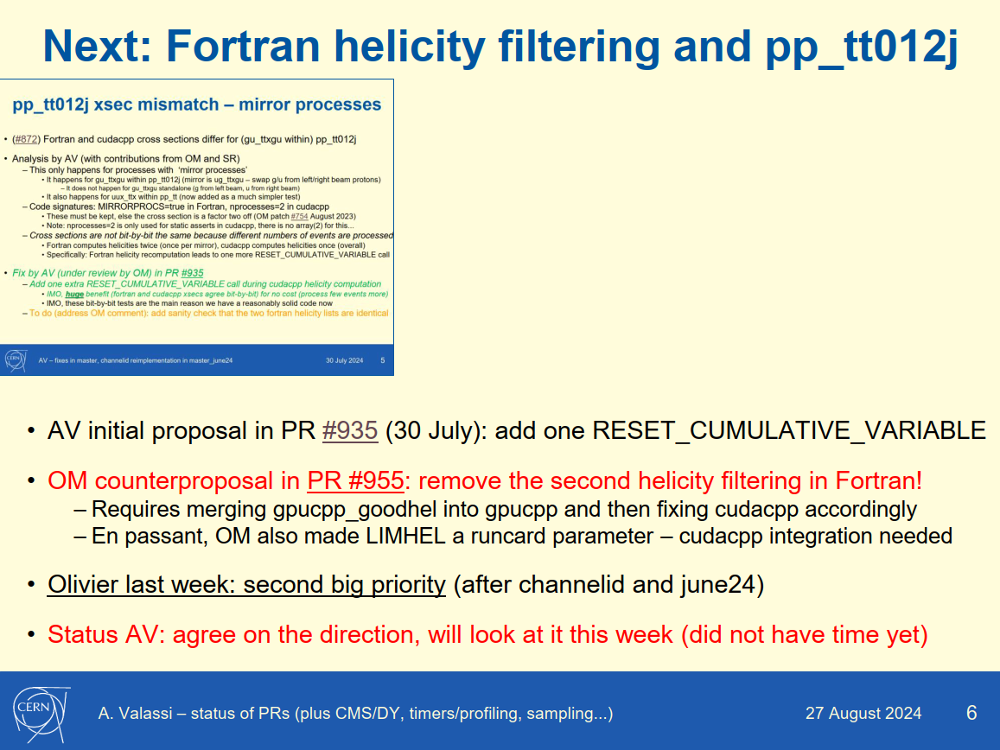 Next: Fortran helicity filtering and pp_tt012j
pp_tt012j xsec mismatch – mirror processes
• (#872) Fortran and cudacpp cross sections differ for (gu_ttxgu within) pp_tt012j
• Analysis by AV (with contributions from OM and SR)
– This only happens for processes with ‘mirror processes’
• It happens for gu_ttxgu within pp_tt012j (mirror is ug_ttxgu – swap g/u from left/right beam protons)
– It does not happen for gu_ttxgu standalone (g from left beam, u from right beam)
• It also happens for uux_ttx within pp_tt (now added as a much simpler test)
– Code signatures: MIRRORPROCS=true in Fortran, nprocesses=2 in cudacpp
• These must be kept, else the cross section is a factor two off (OM patch #754 August 2023)
• Note: nprocesses=2 is only used for static asserts in cudacpp, there is no array(2) for this...
– Cross sections are not bit-by-bit the same because different numbers of events are processed
• Fortran computes helicities twice (once per mirror), cudacpp computes helicities once (overall)
• Specifically: Fortran helicity recomputation leads to one more RESET_CUMULATIVE_VARIABLE call
• Fix by AV (under review by OM) in PR #935
– Add one extra RESET_CUMULATIVE_VARIABLE call during cudacpp helicity computation
• IMO, huge benefit (fortran and cudacpp xsecs agree bit-by-bit) for no cost (process few events more)
• IMO, these bit-by-bit tests are the main reason we have a reasonably solid code now
– To do (address OM comment): add sanity check that the two fortran helicity lists are identical
CERN
AV – fixes in master, channelid reimplementation in master_june24
30 July 2024
5
• AV initial proposal in PR #935 (30 July): add one RESET_CUMULATIVE_VARIABLE
• OM counterproposal in PR #955: remove the second helicity filtering in Fortran!
– Requires merging gpucpp_goodhel into gpucpp and then fixing cudacpp accordingly
– En passant, OM also made LIMHEL a runcard parameter – cudacpp integration needed
• Olivier last week: second big priority (after channelid and june24)
• Status AV: agree on the direction, will look at it this week (did not have time yet)
CERN
A. Valassi – status of PRs (plus CMS/DY, timers/profiling, sampling...)
27 August 2024
6